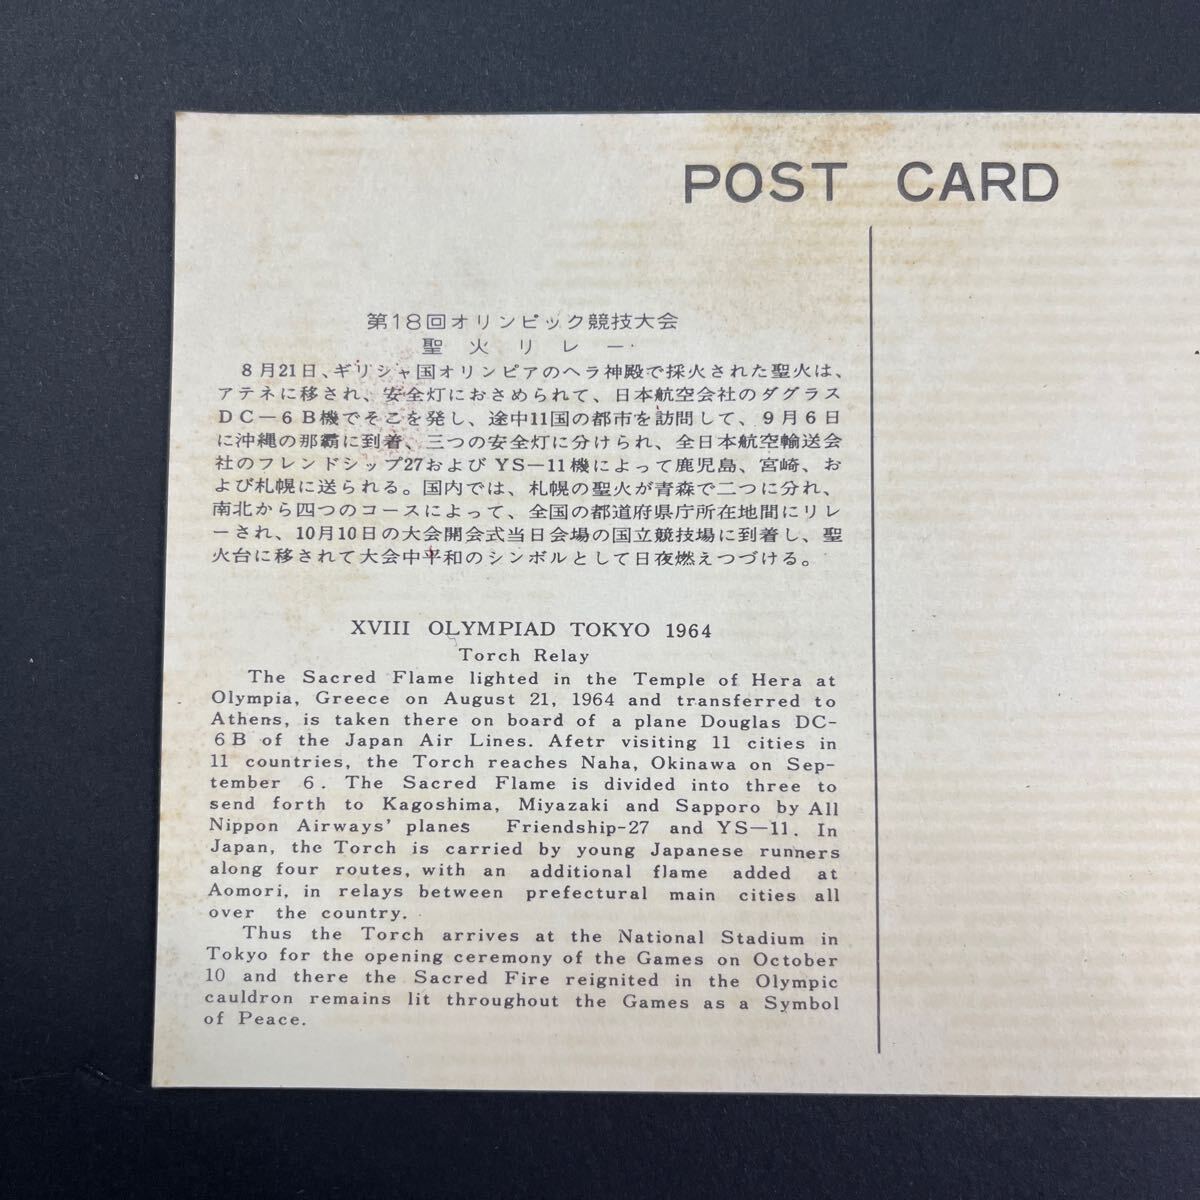 POST CARD
第18回オリンピック競技大会
聖火リレー
8月21日、ギリシャ国オリンピアのヘラ神殿で採火された聖火は、
アテネに移され、安全灯におさめられて、日本航空会社のダグラス
DC－6B機でそこを発し、途中11国の都市を訪問して、9月6日
に沖縄の那覇に到着、三つの安全灯に分けられ、全日本航空輸送会
社のフレンドシップ27およびYS－11機によって鹿児島、宮崎、お
よび札幌に送られる。国内では、札幌の聖火が青森で二つに分れ、
南北から四つのコースによって、全国の都道府県庁所在地間にリレ
ーされ、10月10日の大会開会式当日会場の国立競技場に到着し、聖
火台に移されて大会中平和のシンボルとして日夜燃えつづける。
XVIII OLYMPIAD TOKYO 1964
Torch Relay
The Sacred Flame lighted in the Temple of Hera at
Olympia, Greece on August 21, 1964 and transferred to
Athens, is taken there on board of a plane Douglas DC-
6B of the Japan Air Lines. Afetr visiting 11 cities in
11 countries, the Torch reaches Naha, Okinawa on Sep-
tember 6. The Sacred Flame is divided into three to
send forth to Kagoshima, Miyazaki and Sapporo by All
Nippon Airways' planes Friendship-27 and YS—11. In
Japan, the Torch is carried by young Japanese runners
along four routes, with an additional flame added at
Aomori, in relays between prefectural main cities all
over the country.
Thus the Torch arrives at the National Stadium in
Tokyo for the opening ceremony of the Games on October
10 and there the Sacred Fire reignited in the Olympic
cauldron remains lit throughout the Games as a Symbol
of Peace.